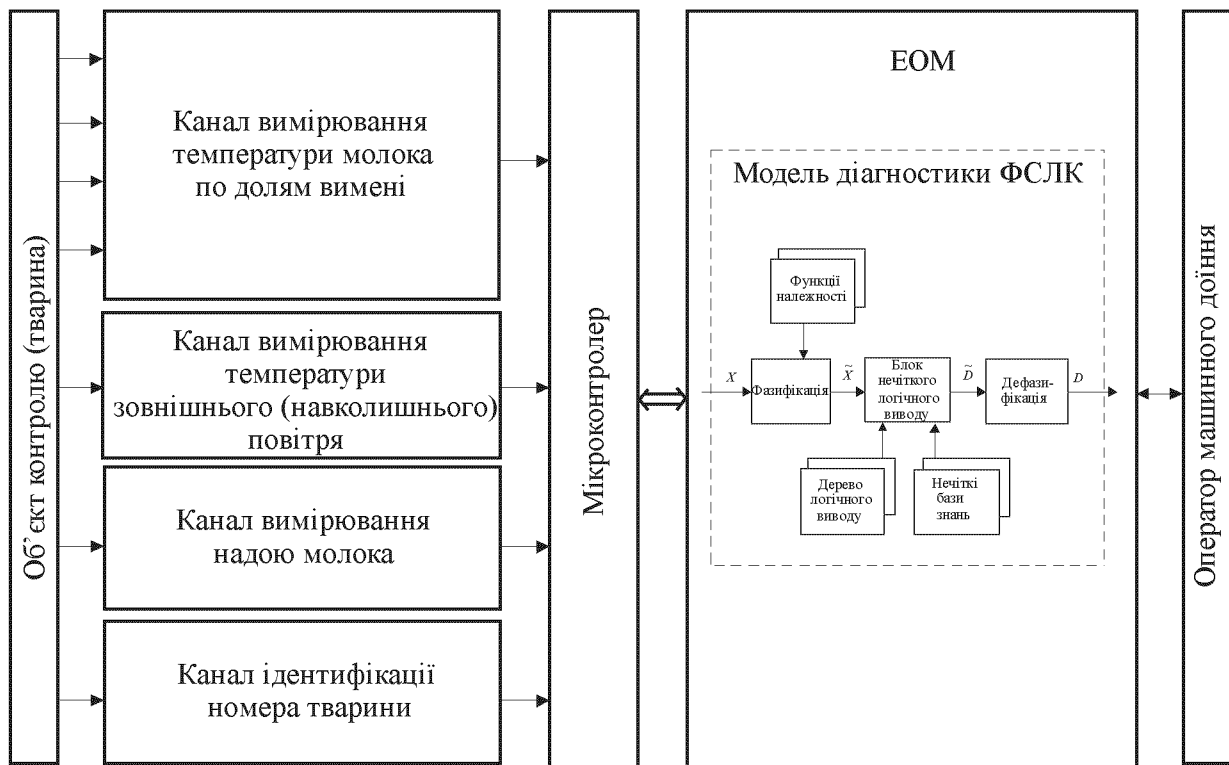 Об’єкт контролю (тварина)
Канал вимірювання
температури молока
по долям вимені
Канал вимірювання
температури
зовнішнього (навколишнього)
повітря
Канал вимірювання
надою молока
Канал ідентифікації
номера тварини
Мікроконтролер
ЕОМ
Модель діагностики ФСЛК
Функції
належності
X
Фазифікація
X̃
Блок
нечіткого
логічного
виводу
D̃
Дефази-
фікація
D
Дерево
логічного
виводу
Нечіткі
бази
знань
Оператор машинного доїння